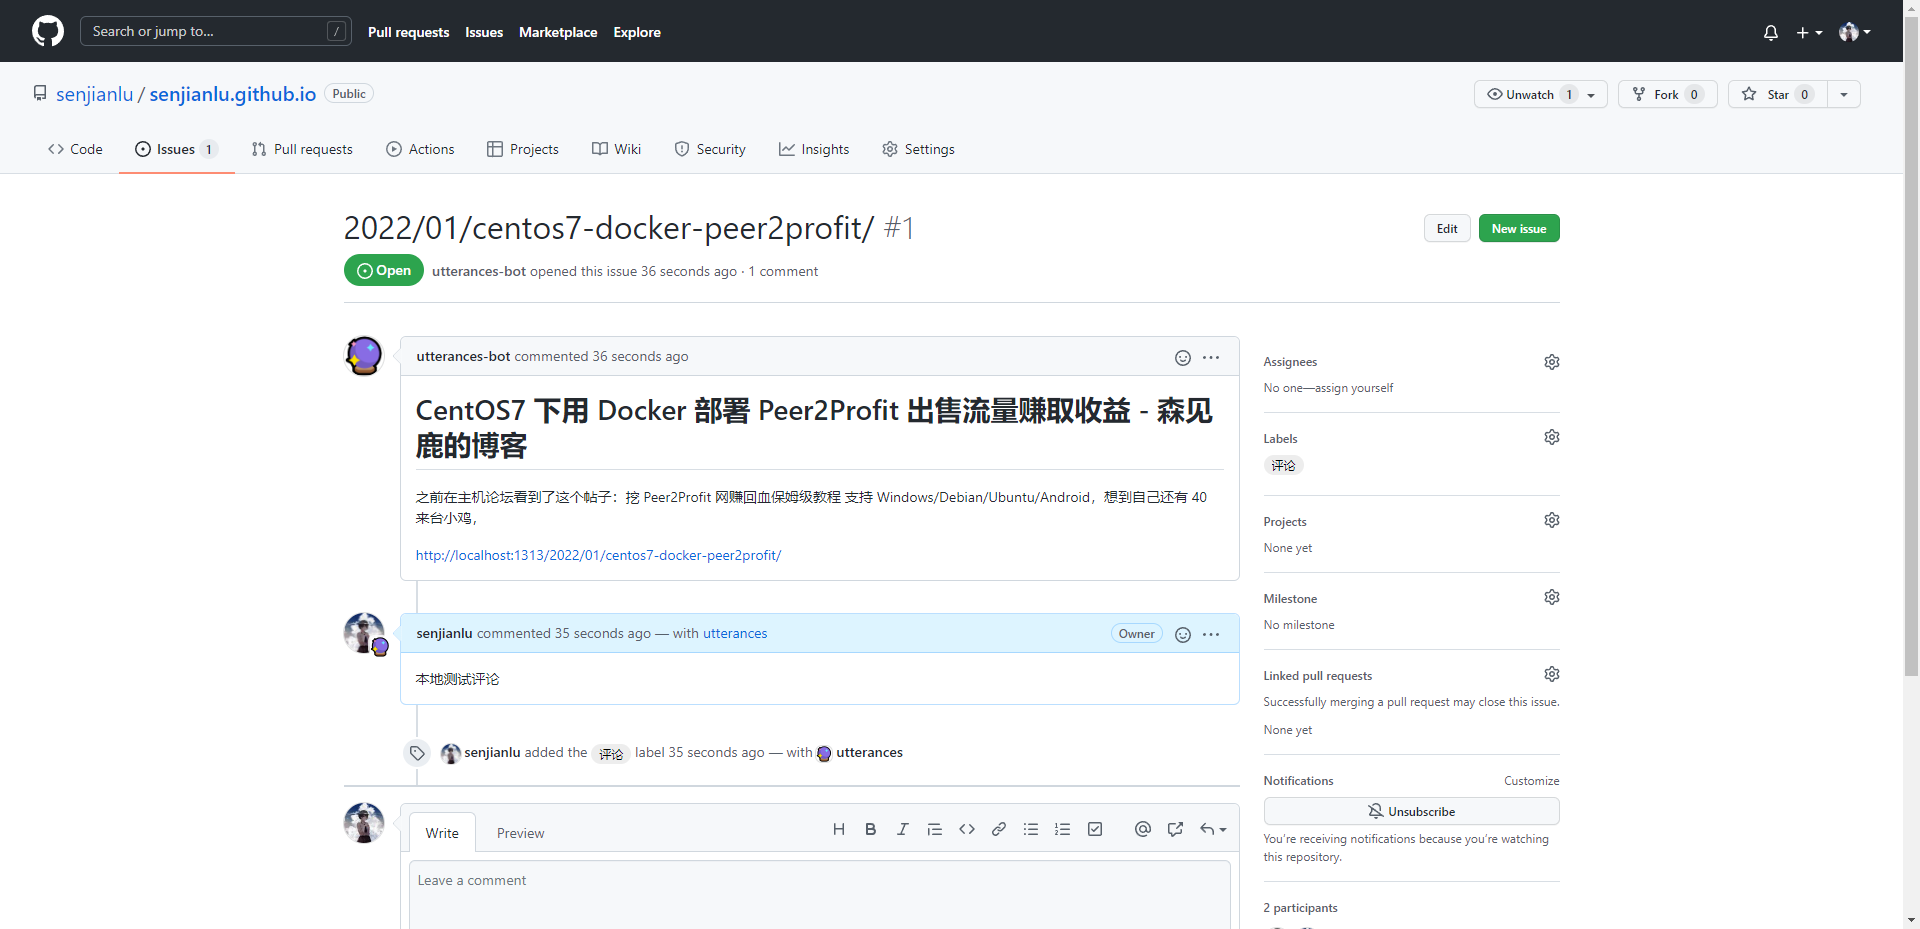 Search or jump to... /
Pull requests Issues Marketplace Explore
senjianlu / senjianlu.github.io Public
Unwatch 1 Fork 0 Star 0
Code Issues 1 Pull requests Actions Projects Wiki Security Insights Settings
2022/01/centos7-docker-peer2profit/ #1
Edit New issue
Open utterances-bot opened this issue 36 seconds ago · 1 comment
utterances-bot commented 36 seconds ago
CentOS7 下用 Docker 部署 Peer2Profit 出售流量赚取收益 - 森见
鹿的博客
之前在主机论坛看到了这个帖子：挖 Peer2Profit 网赚回血保姆级教程 支持 Windows/Debian/Ubuntu/Android，想到自己还有 40
来台小鸡，
http://localhost:1313/2022/01/centos7-docker-peer2profit/
senjianlu commented 35 seconds ago — with utterances
Owner
本地测试评论
senjianlu added the 评论 label 35 seconds ago — with utterances
Write Preview
Leave a comment
Assignees
No one—assign yourself
Labels
评论
Projects
None yet
Milestone
No milestone
Linked pull requests
Successfully merging a pull request may close this issue.
None yet
Notifications Customize
Unsubscribe
You're receiving notifications because you're watching
this repository.
2 participants